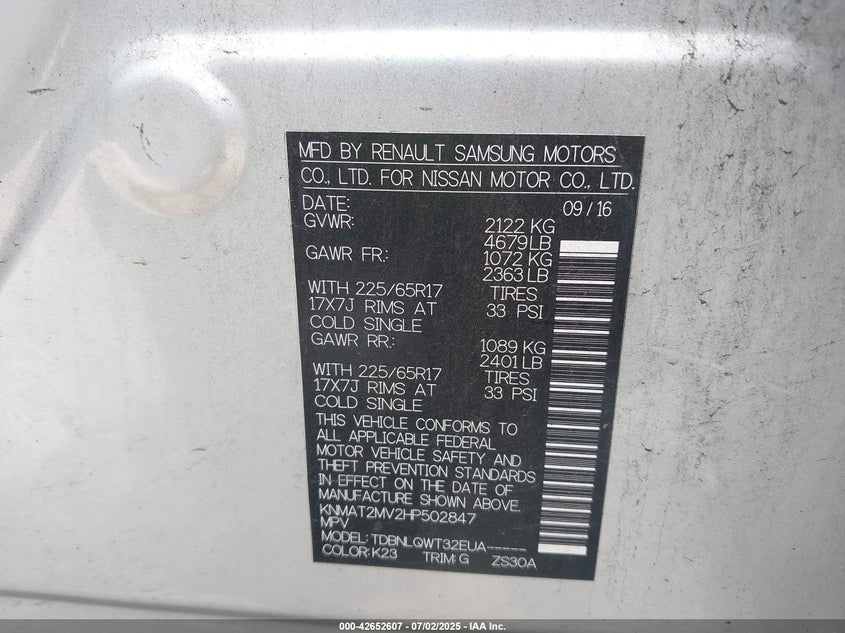 MFD BY RENAULT SAMSUNG MOTORS
CO., LTD. FOR NISSAN MOTOR CO., LTD.
DATE: 09/16
GVWR: 2122 KG
4679LB
GAWR FR: 1072 KG
2363 LB
WITH 225/65R17 TIRES
17X7J RIMS AT 33 PSI
COLD SINGLE
GAWR RR: 1089 KG
2401 LB
WITH 225/65R17 TIRES
17X7J RIMS AT 33 PSI
COLD SINGLE
THIS VEHICLE CONFORMS TO
ALL APPLICABLE FEDERAL
MOTOR VEHICLE SAFETY AND
THEFT PREVENTION STANDARDS
IN EFFECT ON THE DATE OF
MANUFACTURE SHOWN ABOVE.
KNMAT2MV2HP502847
MPV
MODEL: TDBNLQWT32EUA-----
COLOR: K23 TRIM: G ZS30A
000-42652607 - 07/02/2025 - IAA Inc.